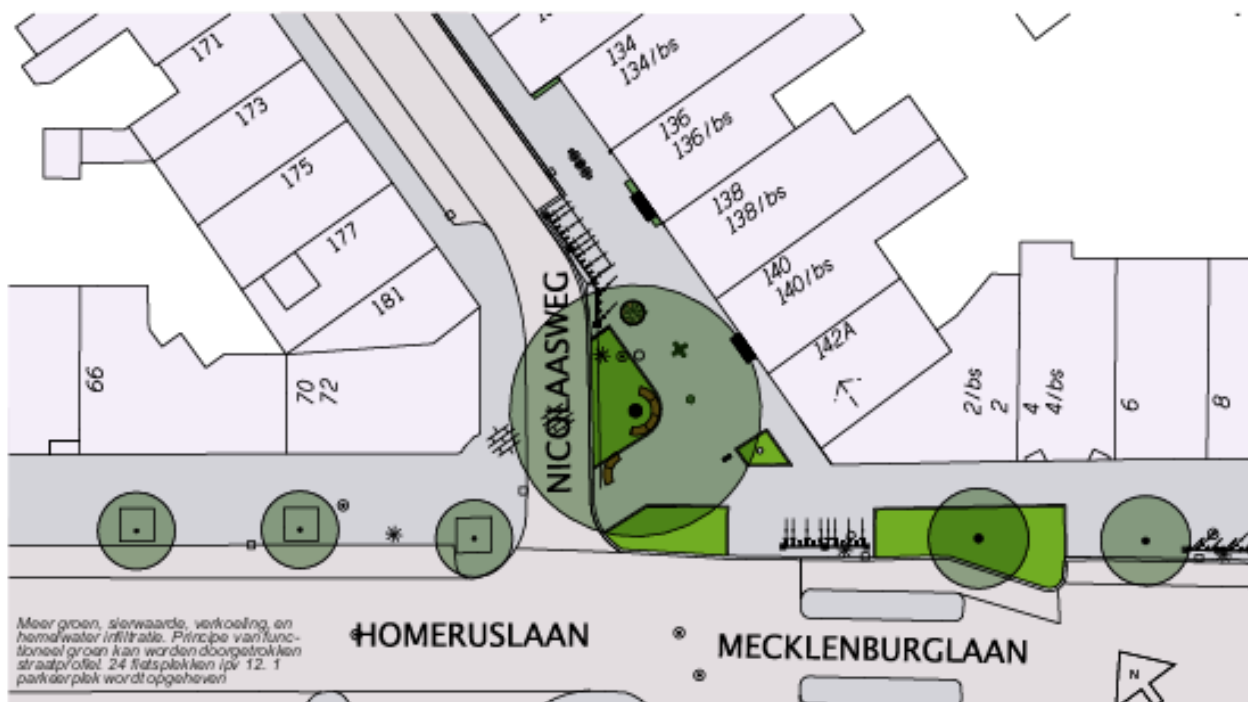 171
173
175
177
181
134
134/bs
136
136/bs
138
138/bs
140
140/bs
142A
66
70
72
2/bs
2
4
4/bs
6
8
NICOLAASWEG
HOMERUSLAAN
MECKLENBURGLAAN
Meer groen, sierwaarde, verkoeling, en
hemelwater infiltratie. Principe van func-
tioneel groen kan worden doorgetrokken
straatprofiel. 24 fietsplekken ipv 12. 1
parkeerplek wordt opgeheven
N